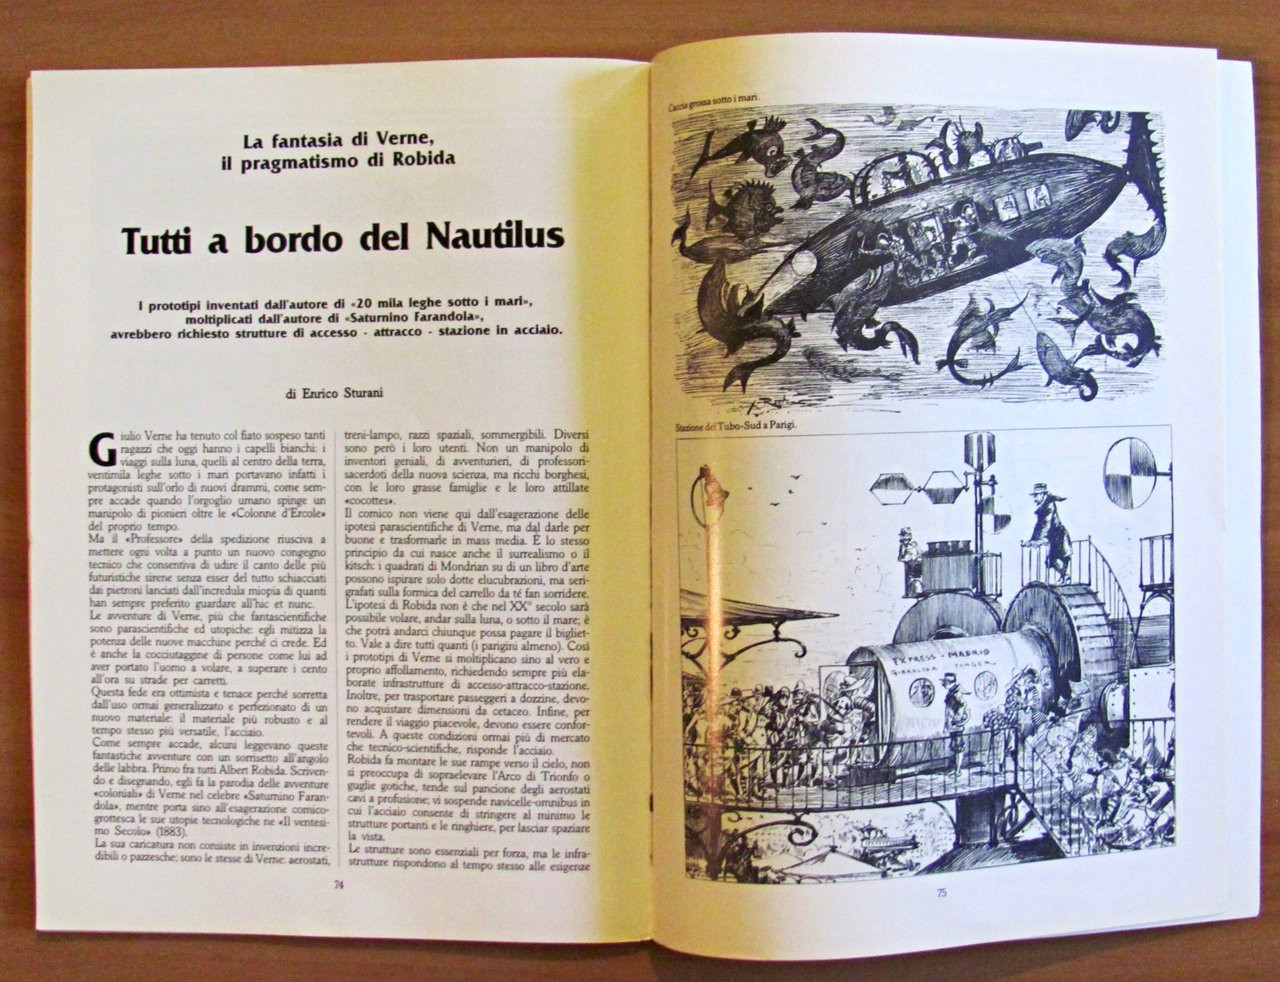 La fantasia di Verne,
il pragmatismo di Robida
Tutti a bordo del Nautilus
I prototipi inventati dall'autore di «20 mila leghe sotto i mari»,
moltiplicati dall'autore di «Saturnino Farandola»,
avrebbero richiesto strutture di accesso - attracco - stazione in acciaio.
di Enrico Sturani
Giulio Verne ha tenuto col fiato sospeso tanti
ragazzi che oggi hanno i capelli bianchi: i
viaggi sulla luna, quelli al centro della terra,
ventimila leghe sotto i mari portavano infatti i
protagonisti sull'orlo di nuovi drammi, come sem-
pre accade quando l'orgoglio umano spinge un
manipolo di pionieri oltre le «Colonne d'Ercole»
del proprio tempo.
Ma il «Professore» della spedizione riusciva a
mettere ogni volta a punto un nuovo congegno
tecnico che consentiva di udire il canto delle più
futuristiche sirene senza esser del tutto schiacciati
dai pietroni lanciati dall'incredula miopia di quanti
han sempre preferito guardare all'hic et nunc.
Le avventure di Verne, più che fantascientifiche
sono parascientifiche ed utopiche: egli mitizza la
potenza delle nuove macchine perché ci crede. Ed
è anche la cocciutaggine di persone come lui ad
aver portato l'uomo a volare, a superare i cento
all'ora su strade per carretti.
Questa fede era ottimista e tenace perché sorretta
dall'uso ormai generalizzato e perfezionato di un
nuovo materiale: il materiale più robusto e al
tempo stesso più versatile, l'acciaio.
Come sempre accade, alcuni leggevano queste
fantastiche avventure con un sorrisetto all'angolo
delle labbra. Primo fra tutti Albert Robida. Scriven-
do e disegnando, egli fa la parodia delle avventure
«coloniali» di Verne nel celebre «Saturnino Faran-
dola», mentre porta sino all'esagerazione comico-
grottesca le sue utopie tecnologiche ne «Il ventesi-
mo Secolo» (1883).
La sua caricatura non consiste in invenzioni incre-
dibili o pazzesche; sono le stesse di Verne: aerostati,
treni-lampo, razzi spaziali, sommergibili. Diversi
sono però i loro utenti. Non un manipolo di
inventori geniali, di avventurieri, di professori-
sacerdoti della nuova scienza, ma ricchi borghesi,
con le loro grasse famiglie e le loro attillate
«cocottes».
Il comico non viene qui dall'esagerazione delle
ipotesi parascientifiche di Verne, ma dal darle per
buone e trasformarle in mass media. È lo stesso
principio da cui nasce anche il surrealismo o il
kitsch: i quadrati di Mondrian su di un libro d'arte
possono ispirare solo dotte elucubrazioni, ma seri-
grafati sulla formica del carrello da té fan sorridere.
L'ipotesi di Robida non è che nel XX° secolo sarà
possibile volare, andar sulla luna, o sotto il mare; è
che potrà andarci chiunque possa pagare il bigliet-
to. Vale a dire tutti quanti (i parigini almeno). Così
i prototipi di Verne si moltiplicano sino al vero e
proprio affollamento, richiedendo sempre più ela-
borate infrastrutture di accesso-attracco-stazione.
Inoltre, per trasportare passeggeri a dozzine, devo-
no acquistare dimensioni da cetaceo. Infine, per
rendere il viaggio piacevole, devono essere confor-
tevoli. A queste condizioni ormai più di mercato
che tecnico-scientifiche, risponde l'acciaio.
Robida fa montare le sue rampe verso il cielo, non
si preoccupa di sopraelevare l'Arco di Trionfo o
guglie gotiche, tende sul pancione degli aerostati
cavi a profusione; vi sospende navicelle-omnibus in
cui l'acciaio consente di stringere al minimo le
strutture portanti e le ringhiere, per lasciar spaziare
la vista.
Le strutture sono essenziali per forza, ma le infra-
strutture rispondono al tempo stesso alle esigenze
74
Caccia grossa sotto i mari.
Stazione del Tubo-Sud a Parigi.
EXPRESS - MADRID
GIBRALTAR TANGER
75